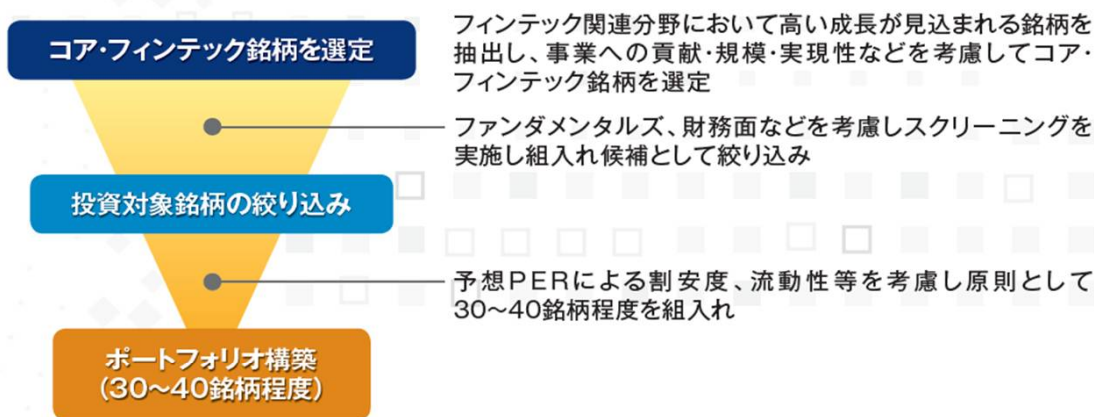 コア・フィンテック銘柄を選定
フィンテック関連分野において高い成長が見込まれる銘柄を
抽出し、事業への貢献・規模・実現性などを考慮してコア・
フィンテック銘柄を選定
ファンダメンタルズ、財務面などを考慮しスクリーニングを
実施し組入れ候補として絞り込み
投資対象銘柄の絞り込み
予想PERによる割安度、流動性等を考慮し原則として
30〜40銘柄程度を組入れ
ポートフォリオ構築
(30〜40銘柄程度)